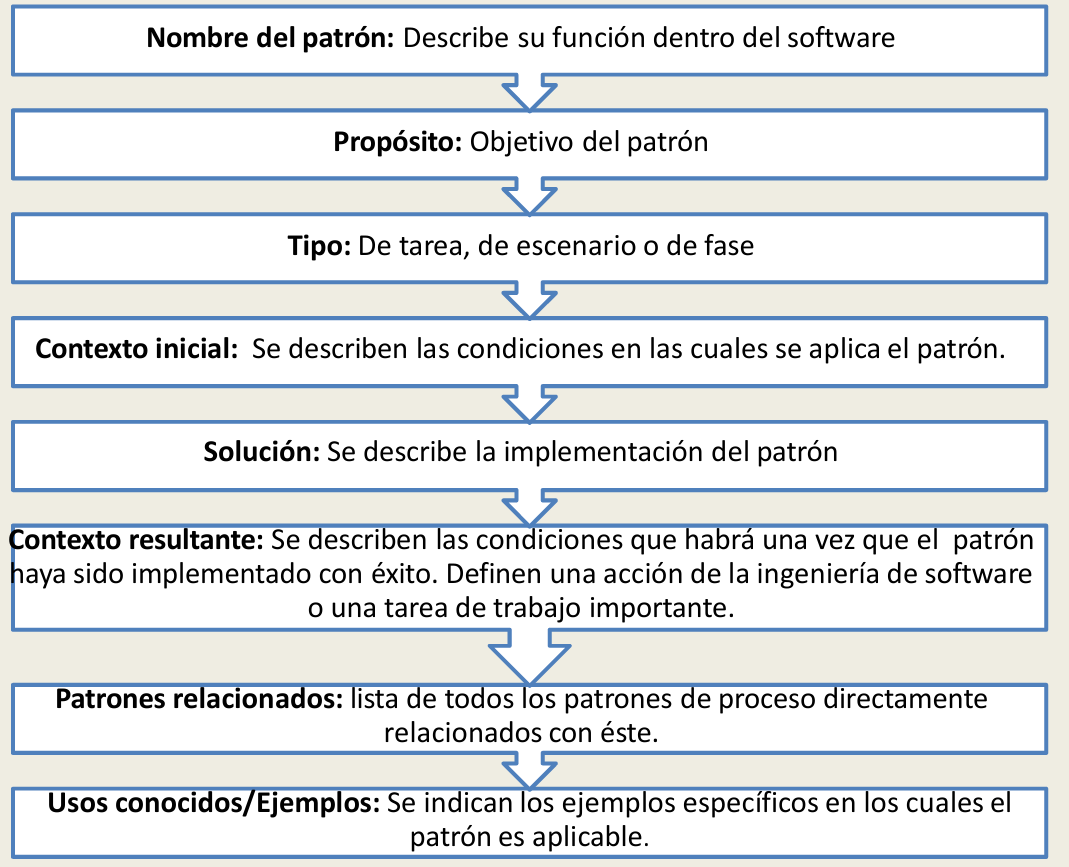 Nombre del patrón: Describe su función dentro del software
Propósito: Objetivo del patrón
Tipo: De tarea, de escenario o de fase
Contexto inicial:  Se describen las condiciones en las cuales se aplica el patrón.
Solución: Se describe la implementación del patrón
Contexto resultante: Se describen las condiciones que habrá una vez que el  patrón
haya sido implementado con éxito. Definen una acción de la ingeniería de software
o una tarea de trabajo importante.
Patrones relacionados: lista de todos los patrones de proceso directamente
relacionados con éste.
Usos conocidos/Ejemplos: Se indican los ejemplos específicos en los cuales el
patrón es aplicable.